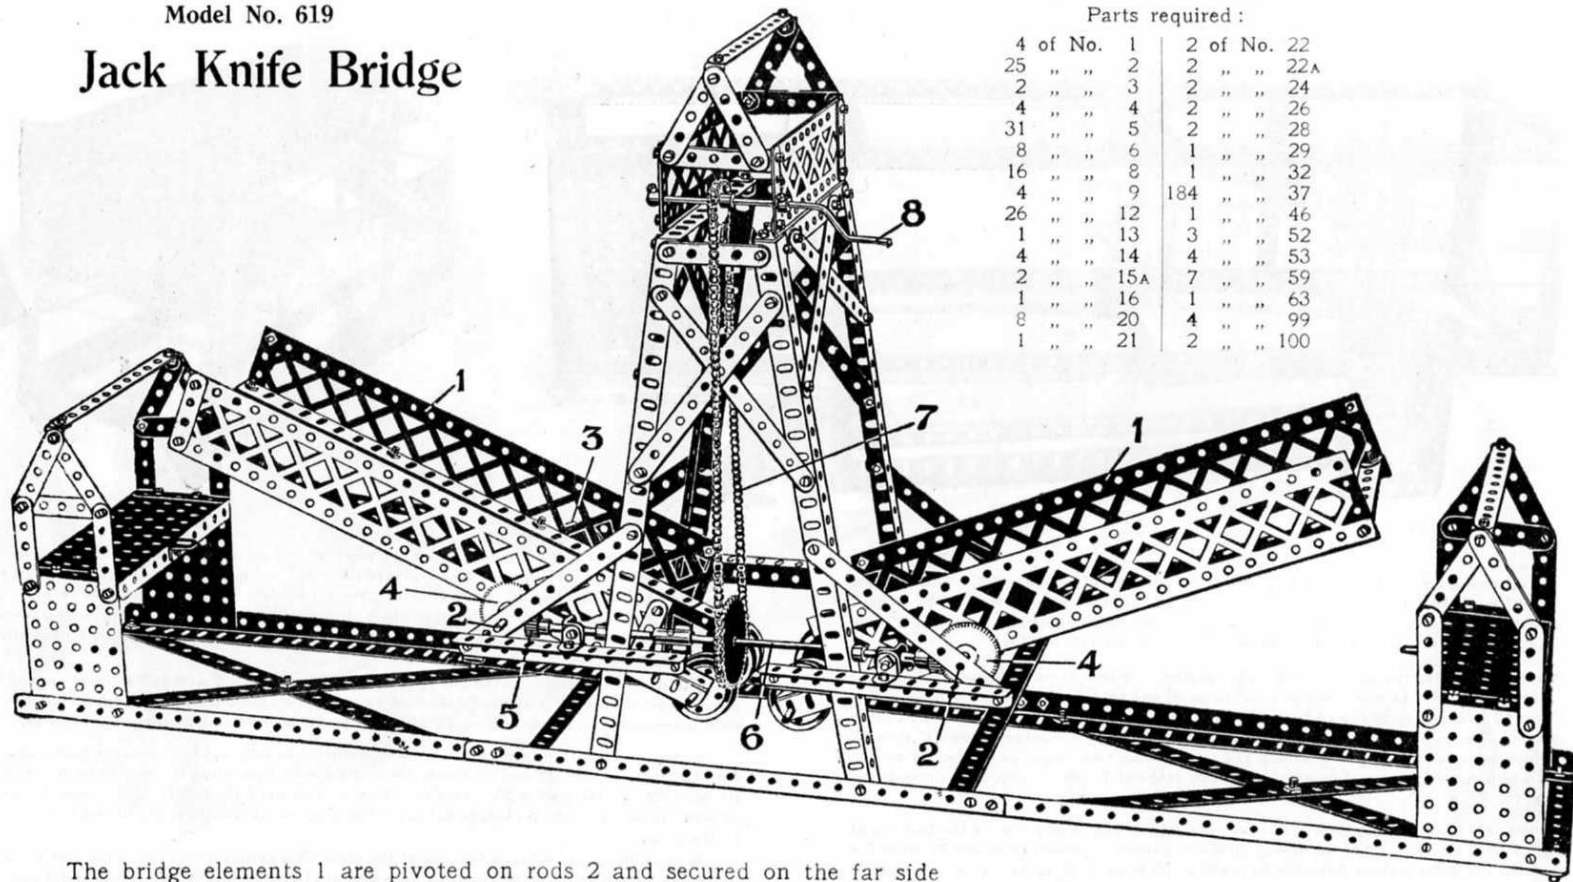 Model No. 619
Jack Knife Bridge
Parts required :
4 of No. 1 2 of No. 22
25 ,, ,, 2 2 ,, ,, 22A
2 ,, ,, 3 2 ,, ,, 24
4 ,, ,, 4 2 ,, ,, 26
31 ,, ,, 5 2 ,, ,, 28
8 ,, ,, 6 1 ,, ,, 29
16 ,, ,, 8 1 ,, ,, 32
4 ,, ,, 9 184 ,, ,, 37
26 ,, ,, 12 1 ,, ,, 46
1 ,, ,, 13 3 ,, ,, 52
4 ,, ,, 14 4 ,, ,, 53
,, ,, 15A 7 ,, ,, 59
1 ,, ,, 16 1 ,, ,, 63
8 ,, ,, 20 4 ,, ,, 99
1 ,, ,, 21 2 ,, ,, 100
8
1
7
3
1
4
2
4
5
6
2
The bridge elements 1 are pivoted on rods 2 and secured on the far side